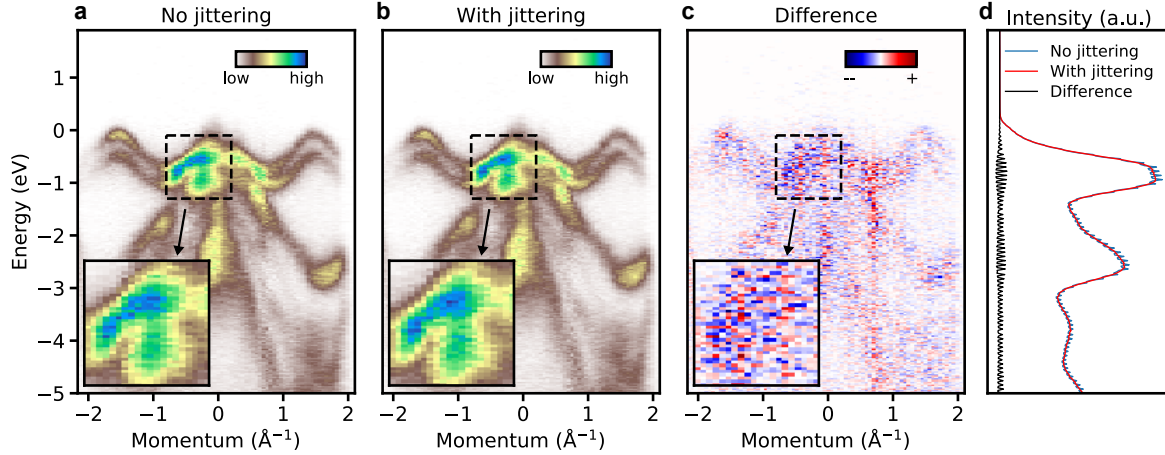 a No jittering
b With jittering
c Difference
d Intensity (a.u.)
Energy (eV)
1
0
−1
−2
−3
−4
−5
low high
low high
-- +
No jittering
With jittering
Difference
−2 −1 0 1 2
−2 −1 0 1 2
−2 −1 0 1 2
Momentum (Å⁻¹)
Momentum (Å⁻¹)
Momentum (Å⁻¹)